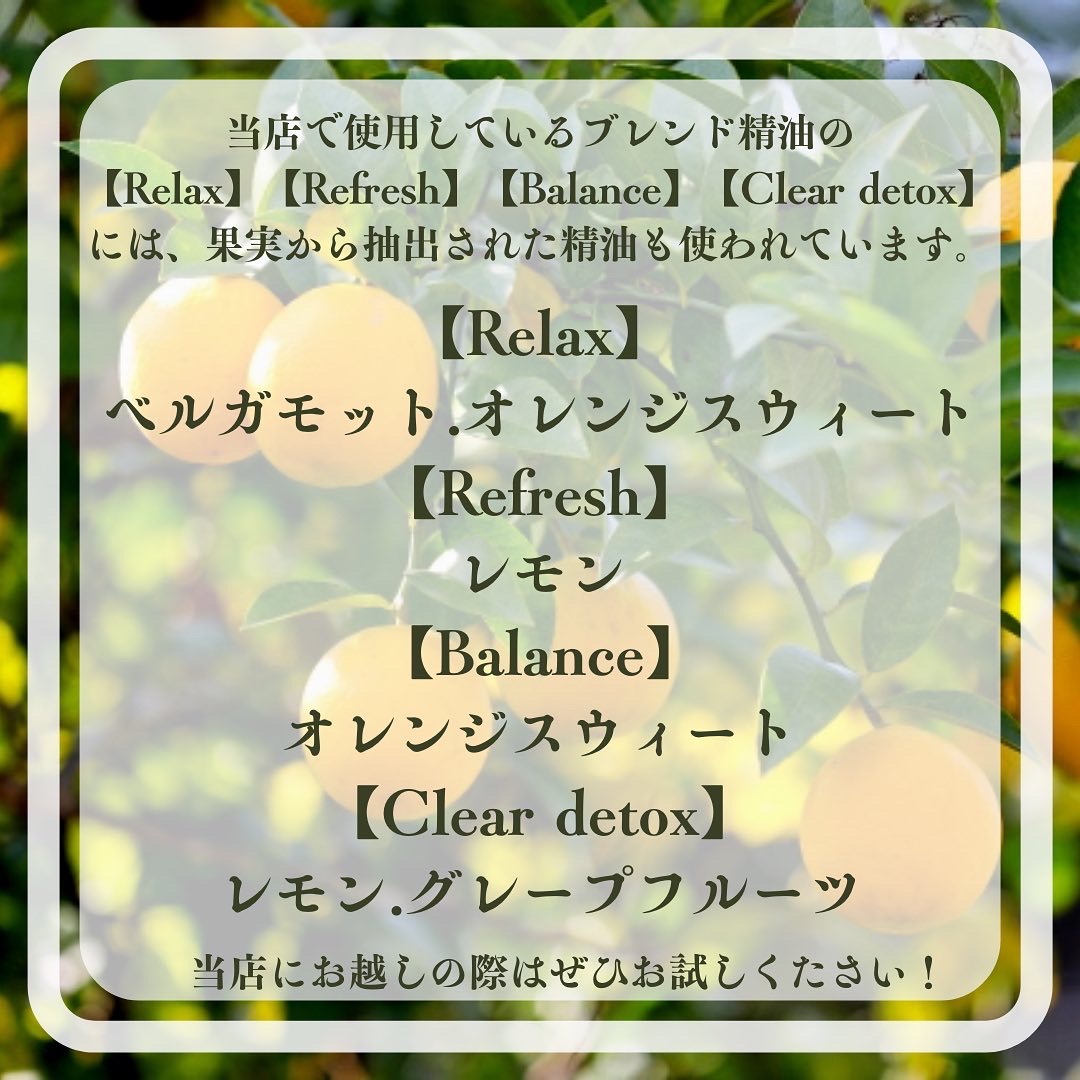 当店で使用しているブレンド精油の
【Relax】【Refresh】【Balance】【Clear detox】
には、果実から抽出された精油も使われています。
【Relax】
ベルガモット.オレンジスウィート
【Refresh】
レモン
【Balance】
オレンジスウィート
【Clear detox】
レモン.グレープフルーツ
当店にお越しの際はぜひお試しくたさい！